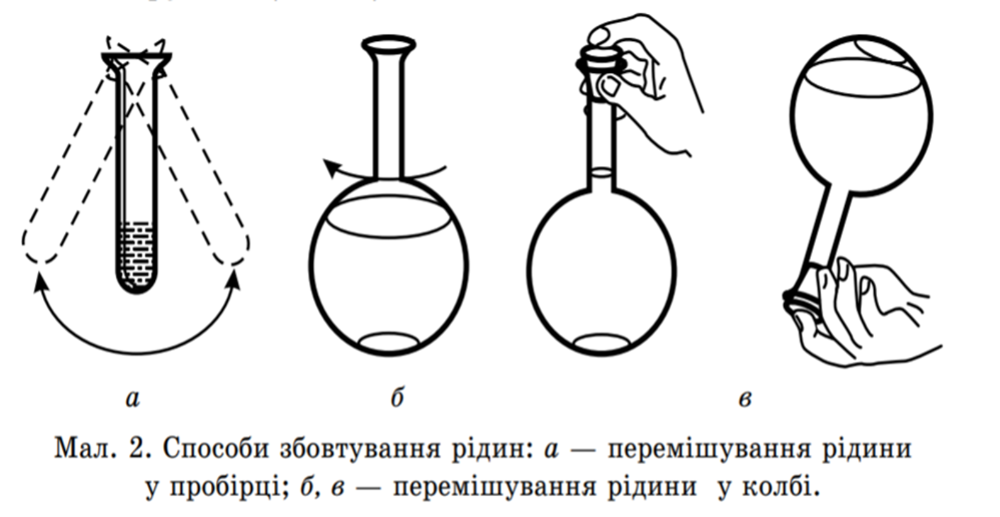 а б в
Мал. 2. Способи збовтування рідин: а — перемішування рідини
у пробірці; б, в — перемішування рідини у колбі.